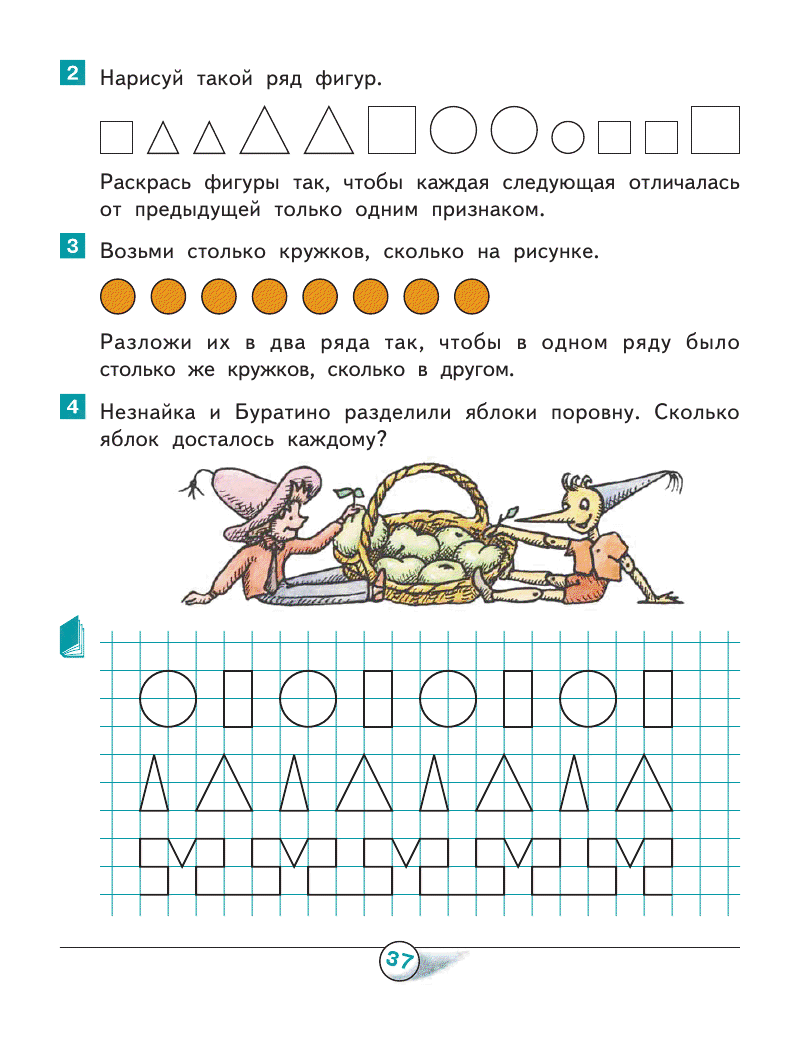 2 Нарисуй такой ряд фигур.
Раскрась фигуры так, чтобы каждая следующая отличалась
от предыдущей только одним признаком.
3 Возьми столько кружков, сколько на рисунке.
Разложи их в два ряда так, чтобы в одном ряду было
столько же кружков, сколько в другом.
4 Незнайка и Буратино разделили яблоки поровну. Сколько
яблок досталось каждому?
37